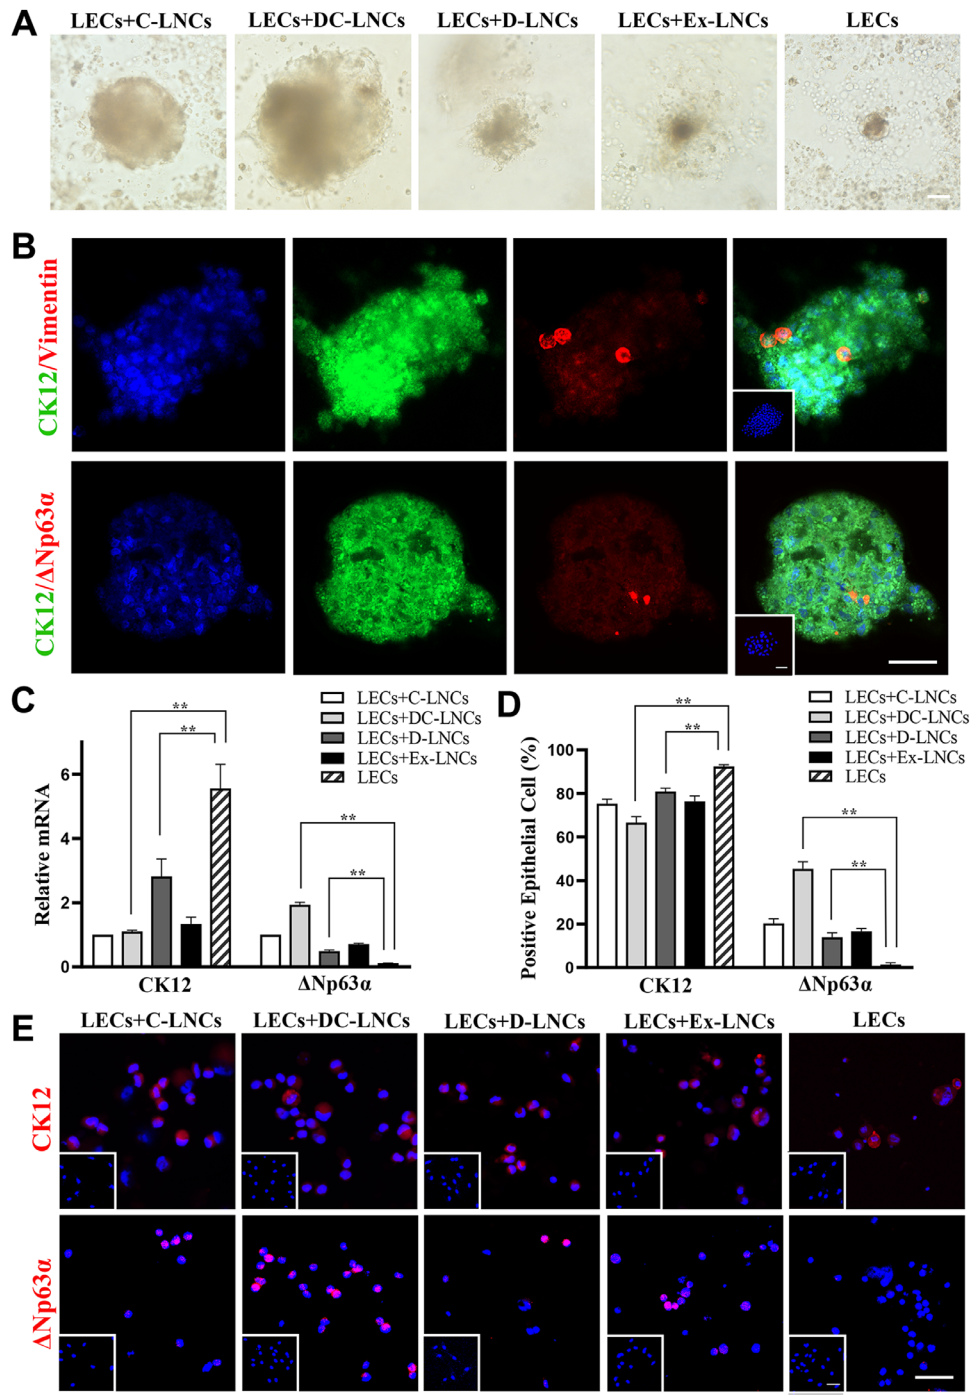 A
LECs+C-LNCs LECs+DC-LNCs LECs+D-LNCs LECs+Ex-LNCs LECs
B
CK12/Vimentin
CK12/ΔNp63α
C
LECs+C-LNCs
LECs+DC-LNCs
LECs+D-LNCs
LECs+Ex-LNCs
LECs
**
**
**
**
Relative mRNA
6
4
2
0
CK12 ΔNp63α
D
LECs+C-LNCs
LECs+DC-LNCs
LECs+D-LNCs
LECs+Ex-LNCs
LECs
**
**
**
**
Positive Epithelial Cell (%)
100
80
60
40
20
0
CK12 ΔNp63α
E
LECs+C-LNCs LECs+DC-LNCs LECs+D-LNCs LECs+Ex-LNCs LECs
CK12
ΔNp63α